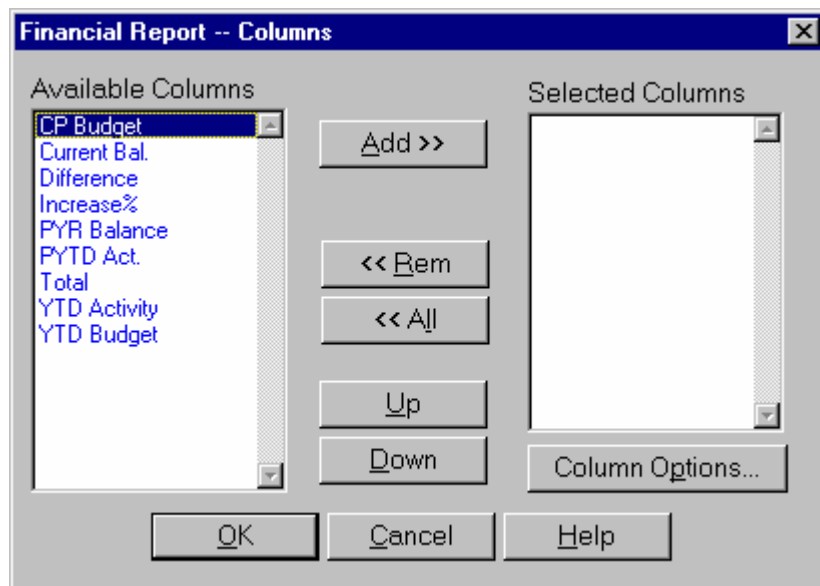 Financial Report -- Columns
Available Columns
CP Budget
Current Bal.
Difference
Increase%
PYR Balance
PYTD Act.
Total
YTD Activity
YTD Budget
Add >>
<< Rem
<< All
Up
Down
Selected Columns
Column Options...
OK
Cancel
Help